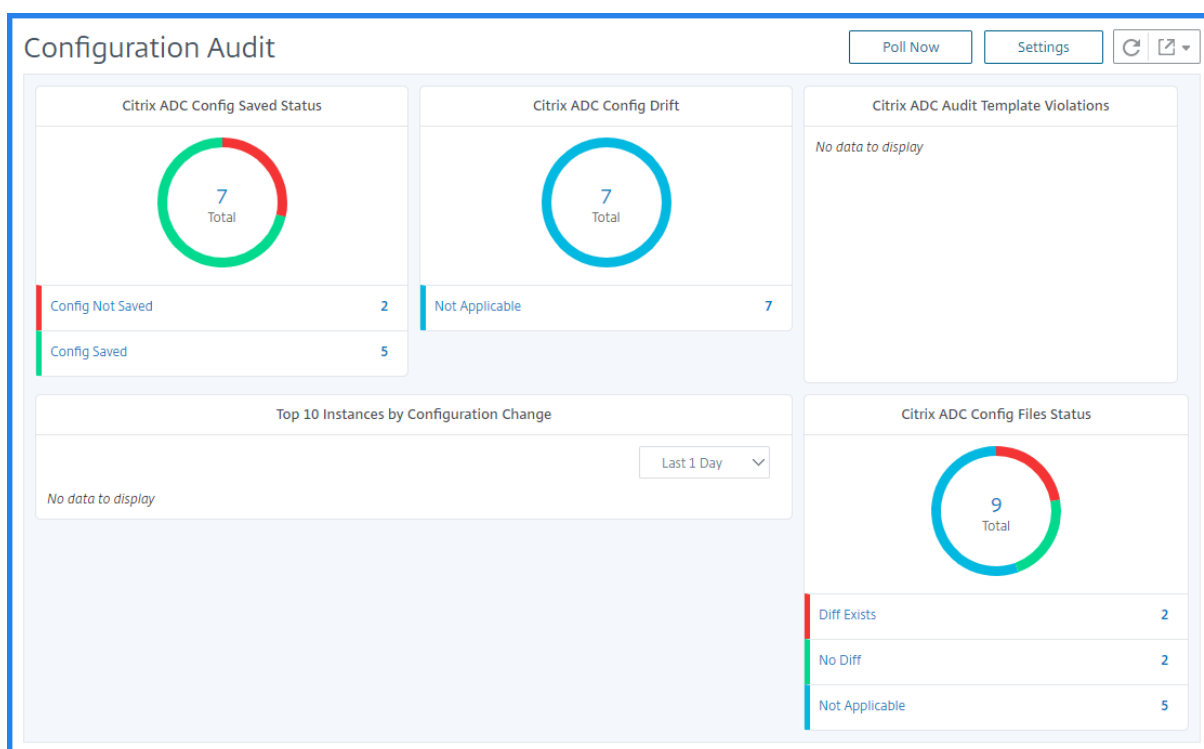 Configuration Audit
Poll Now
Settings
Citrix ADC Config Saved Status
7
Total
Config Not Saved 2
Config Saved 5
Citrix ADC Config Drift
7
Total
Not Applicable 7
Citrix ADC Audit Template Violations
No data to display
Top 10 Instances by Configuration Change
Last 1 Day
No data to display
Citrix ADC Config Files Status
9
Total
Diff Exists 2
No Diff 2
Not Applicable 5